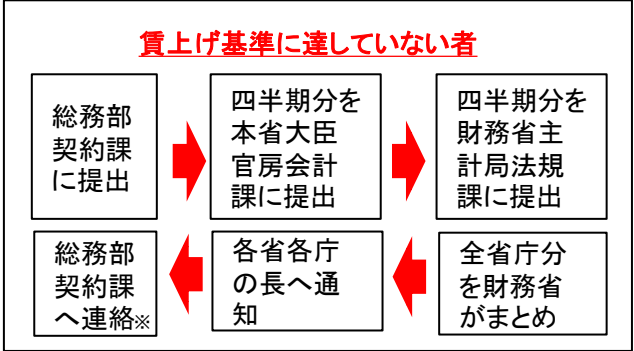 賃上げ基準に達していない者
総務部
契約課
に提出
四半期分を
本省大臣
官房会計
課に提出
四半期分を
財務省主
計局法規
課に提出
全省庁分
を財務省
がまとめ
各省各庁
の長へ通
知
総務部
契約課
へ連絡※